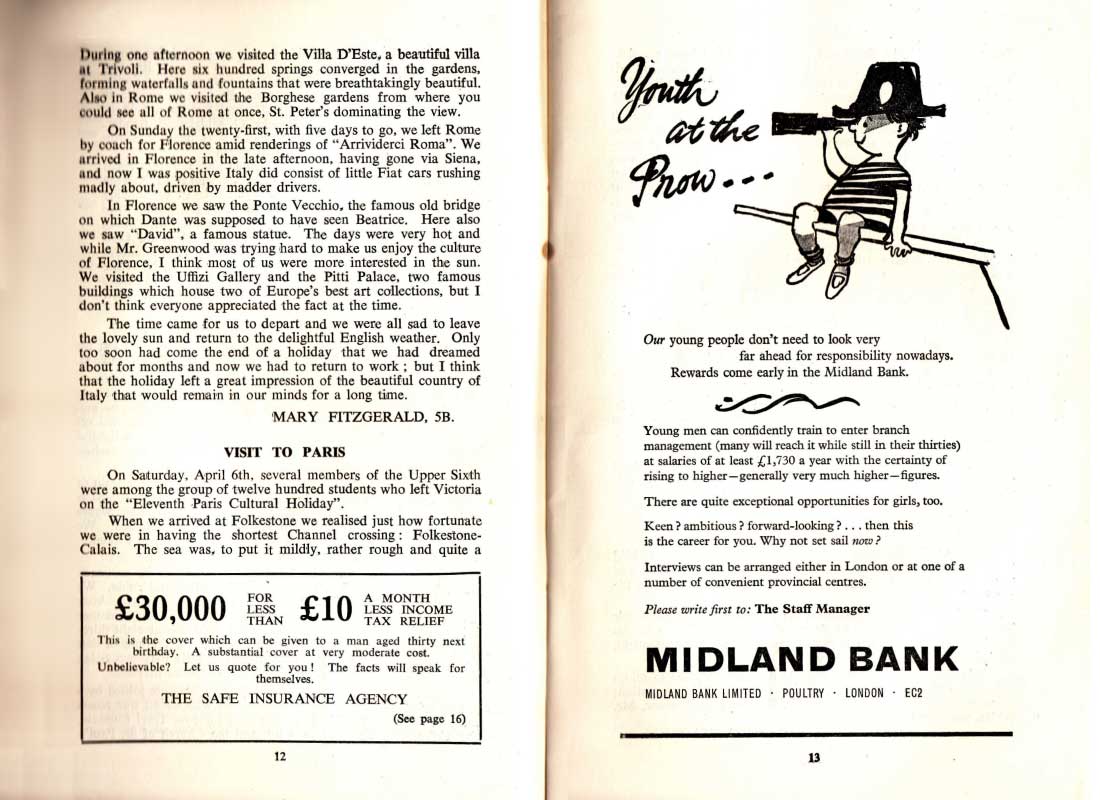 During one afternoon we visited the Villa D'Este, a beautiful villa
at Trivoli. Here six hundred springs converged in the gardens,
forming waterfalls and fountains that were breathtakingly beautiful.
Also in Rome we visited the Borghese gardens from where you
could see all of Rome at once, St. Peter's dominating the view.
On Sunday the twenty-first, with five days to go, we left Rome
by coach for Florence amid renderings of "Arrividerci Roma". We
arrived in Florence in the late afternoon, having gone via Siena,
and now I was positive Italy did consist of little Fiat cars rushing
madly about, driven by madder drivers.
In Florence we saw the Ponte Vecchio, the famous old bridge
on which Dante was supposed to have seen Beatrice. Here also
we saw "David", a famous statue. The days were very hot and
while Mr. Greenwood was trying hard to make us enjoy the culture
of Florence, I think most of us were more interested in the sun.
We visited the Uffizi Gallery and the Pitti Palace, two famous
buildings which house two of Europe's best art collections, but I
don't think everyone appreciated the fact at the time.
The time came for us to depart and we were all sad to leave
the lovely sun and return to the delightful English weather. Only
too soon had come the end of a holiday that we had dreamed
about for months and now we had to return to work ; but I think
that the holiday left a great impression of the beautiful country of
Italy that would remain in our minds for a long time.
MARY FITZGERALD, 5B.
VISIT TO PARIS
On Saturday, April 6th, several members of the Upper Sixth
were among the group of twelve hundred students who left Victoria
on the "Eleventh Paris Cultural Holiday".
When we arrived at Folkestone we realised just how fortunate
we were in having the shortest Channel crossing : Folkestone-
Calais. The sea was, to put it mildly, rather rough and quite a
£30,000 FOR LESS THAN £10 A MONTH LESS INCOME TAX RELIEF
This is the cover which can be given to a man aged thirty next
birthday. A substantial cover at very moderate cost.
Unbelievable? Let us quote for you! The facts will speak for
themselves.
THE SAFE INSURANCE AGENCY
(See page 16)
12
Youth
at the
Prow...
Our young people don't need to look very
far ahead for responsibility nowadays.
Rewards come early in the Midland Bank.
Young men can confidently train to enter branch
management (many will reach it while still in their thirties)
at salaries of at least £1,730 a year with the certainty of
rising to higher—generally very much higher—figures.
There are quite exceptional opportunities for girls, too.
Keen? ambitious? forward-looking? . . . then this
is the career for you. Why not set sail now?
Interviews can be arranged either in London or at one of a
number of convenient provincial centres.
Please write first to: The Staff Manager
MIDLAND BANK
MIDLAND BANK LIMITED · POULTRY · LONDON · EC2
13